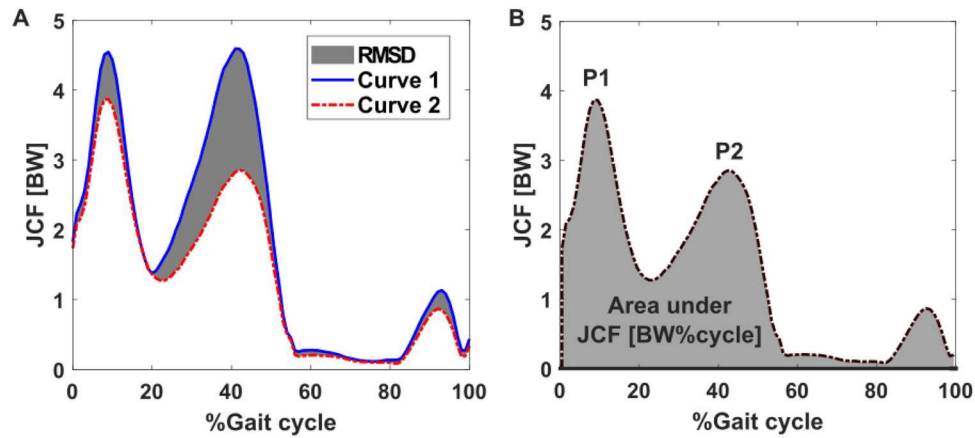 A
JCF [BW]
5
4
3
2
1
0
RMSD
Curve 1
Curve 2
0 20 40 60 80 100
%Gait cycle
B
JCF [BW]
5
4
3
2
1
0
P1
P2
Area under
JCF [BW%cycle]
0 20 40 60 80 100
%Gait cycle